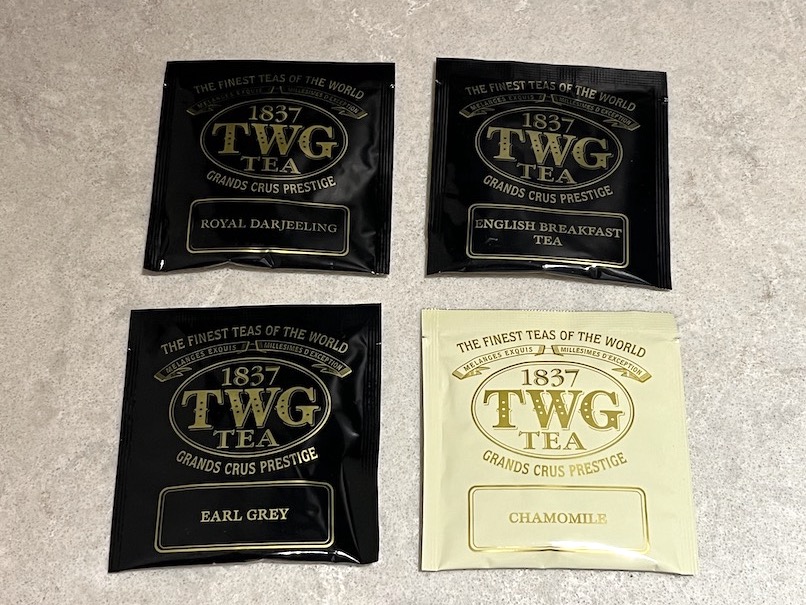 THE FINEST TEAS OF THE WORLD
MELANGES EXQUIS MILLESIMES D'EXCEPTION
1837
TWG
TEA
GRANDS CRUS PRESTIGE
ROYAL DARJEELING
THE FINEST TEAS OF THE WORLD
MELANGES EXQUIS MILLESIMES D'EXCEPTION
1837
TWG
TEA
GRANDS CRUS PRESTIGE
ENGLISH BREAKFAST
TEA
THE FINEST TEAS OF THE WORLD
MELANGES EXQUIS MILLESIMES D'EXCEPTION
1837
TWG
TEA
GRANDS CRUS PRESTIGE
EARL GREY
THE FINEST TEAS OF THE WORLD
MELANGES EXQUIS MILLESIMES D'EXCEPTION
1837
TWG
TEA
GRANDS CRUS PRESTIGE
CHAMOMILE